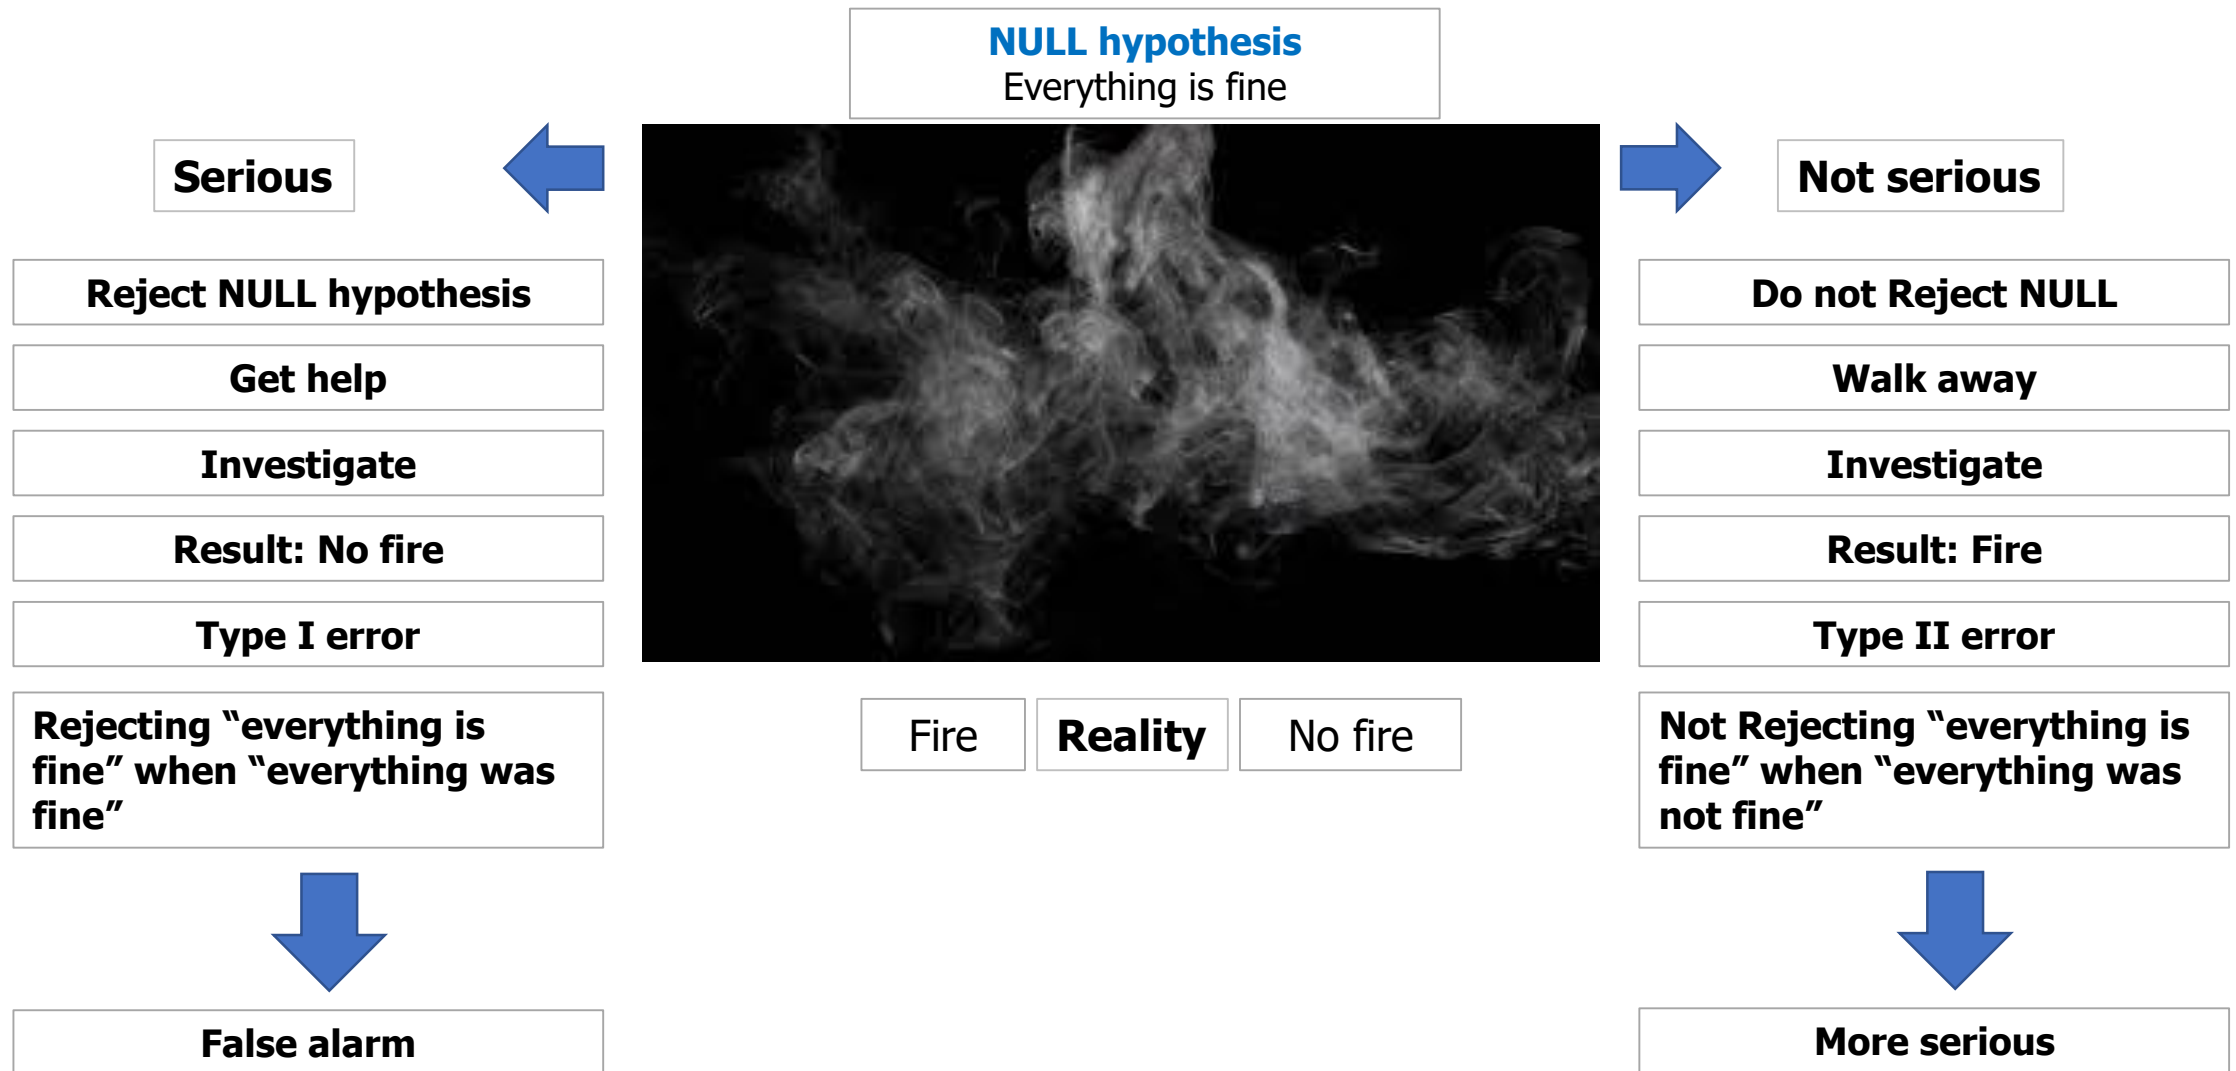 NULL hypothesis
Everything is fine
Serious
Reject NULL hypothesis
Get help
Investigate
Result: No fire
Type I error
Rejecting “everything is
fine” when “everything was
fine”
False alarm
Fire
Reality
No fire
Not serious
Do not Reject NULL
Walk away
Investigate
Result: Fire
Type II error
Not Rejecting “everything is
fine” when “everything was
not fine”
More serious